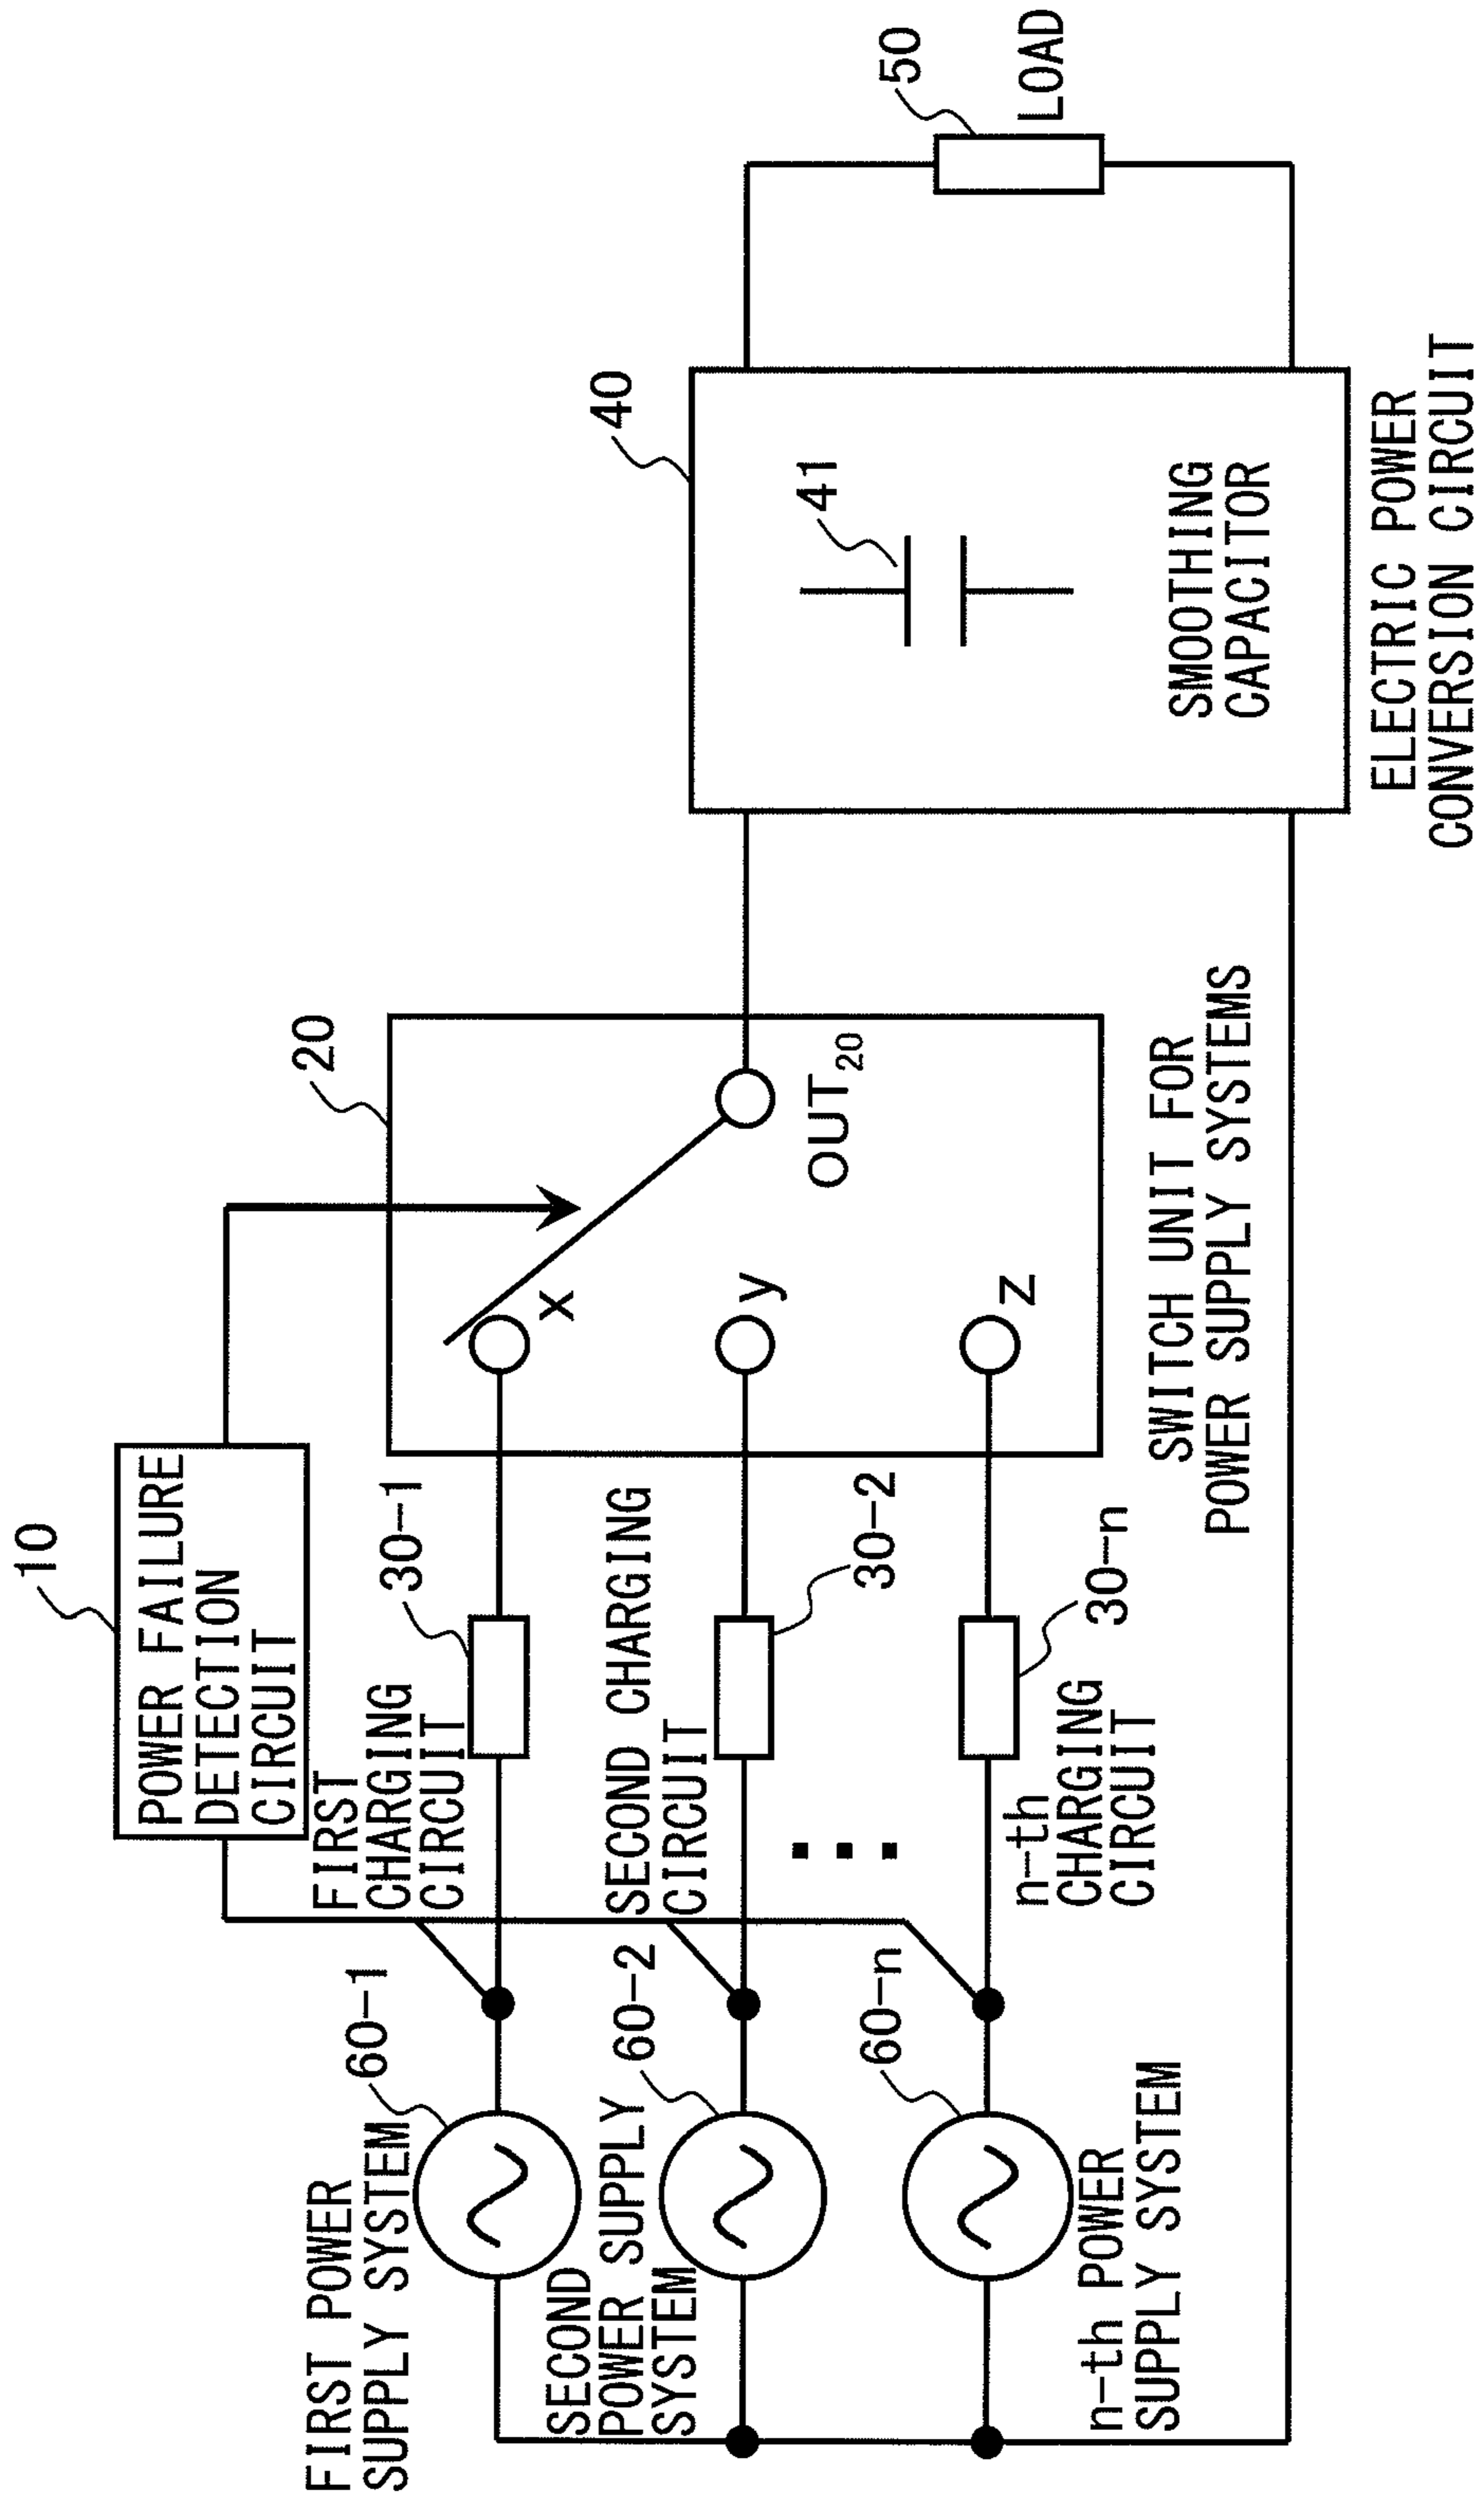 10
POWER FAILURE
DETECTION
CIRCUIT
20
FIRST
CHARGING
CIRCUIT
30-1
60-1
FIRST POWER
SUPPLY SYSTEM
x
SECOND CHARGING
CIRCUIT
60-2
SECOND
POWER SUPPLY
SYSTEM
y
OUT20
30-2
60-n
z
n-th
CHARGING
CIRCUIT
30-n
n-th POWER
SUPPLY SYSTEM
SWITCH UNIT FOR
POWER SUPPLY SYSTEMS
40
41
SMOOTHING
CAPACITOR
ELECTRIC POWER
CONVERSION CIRCUIT
50
LOAD